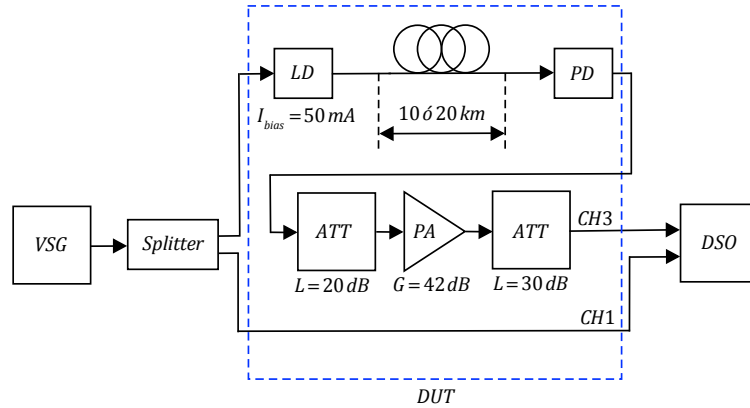 LD
PD
I_bias = 50 mA
10 ó 20 km
VSG
Splitter
ATT
PA
ATT
CH3
DSO
L = 20 dB
G = 42 dB
L = 30 dB
CH1
DUT